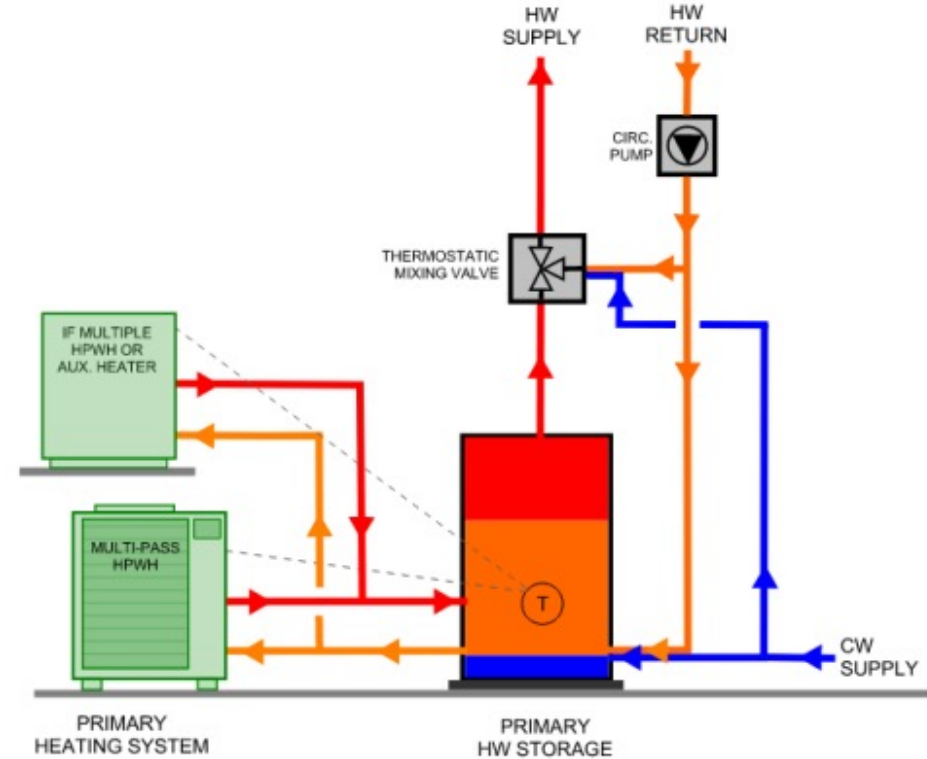 HW
SUPPLY
HW
RETURN
CIRC.
PUMP
THERMOSTATIC
MIXING VALVE
IF MULTIPLE
HPWH OR
AUX. HEATER
MULTI-PASS
HPWH
T
CW
SUPPLY
PRIMARY
HEATING SYSTEM
PRIMARY
HW STORAGE